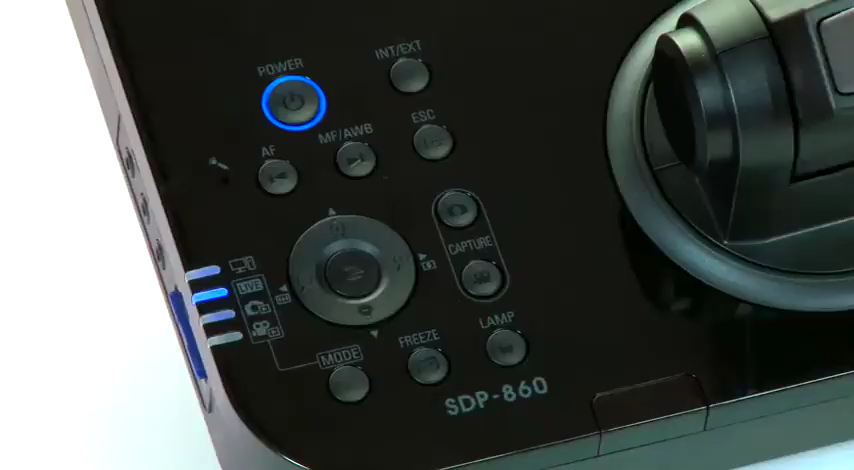 POWER
INT/EXT
AF
MF/AWB
ESC
CAPTURE
LIVE
MODE
FREEZE
LAMP
SDP-860